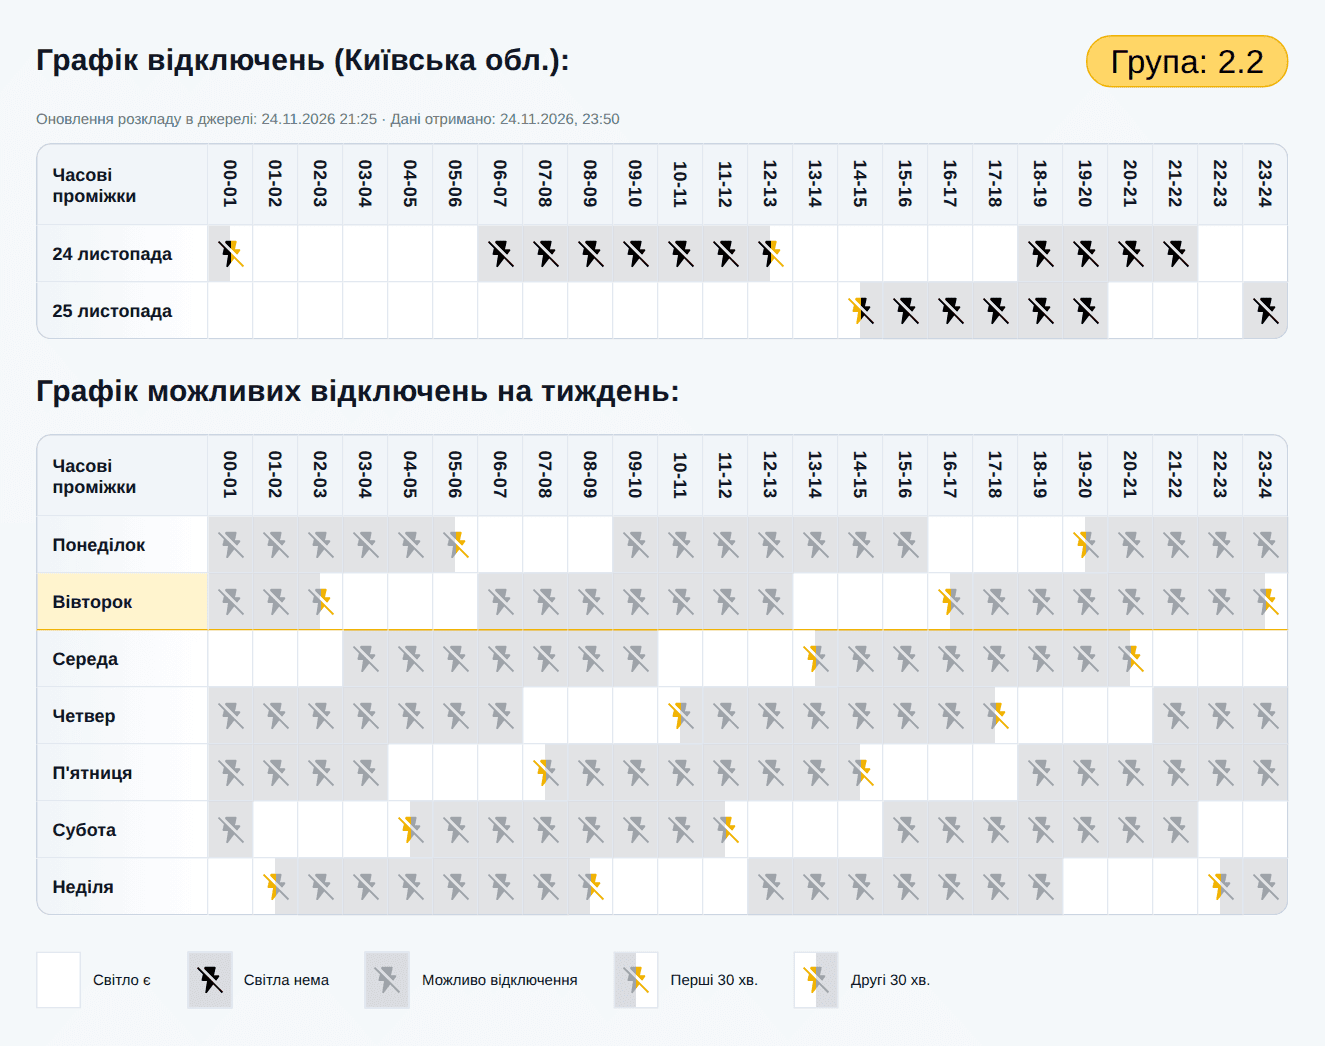 Графік відключень (Київська обл.):
Група: 2.2
Оновлення розкладу в джерелі: 24.11.2026 21:25 · Дані отримано: 24.11.2026, 23:50
Часові проміжки 00-01 01-02 02-03 03-04 04-05 05-06 06-07 07-08 08-09 09-10 10-11 11-12 12-13 13-14 14-15 15-16 16-17 17-18 18-19 19-20 20-21 21-22 22-23 23-24
24 листопада
25 листопада
Графік можливих відключень на тиждень:
Часові проміжки 00-01 01-02 02-03 03-04 04-05 05-06 06-07 07-08 08-09 09-10 10-11 11-12 12-13 13-14 14-15 15-16 16-17 17-18 18-19 19-20 20-21 21-22 22-23 23-24
Понеділок
Вівторок
Середа
Четвер
П'ятниця
Субота
Неділя
Світло є Світла нема Можливо відключення Перші 30 хв. Другі 30 хв.